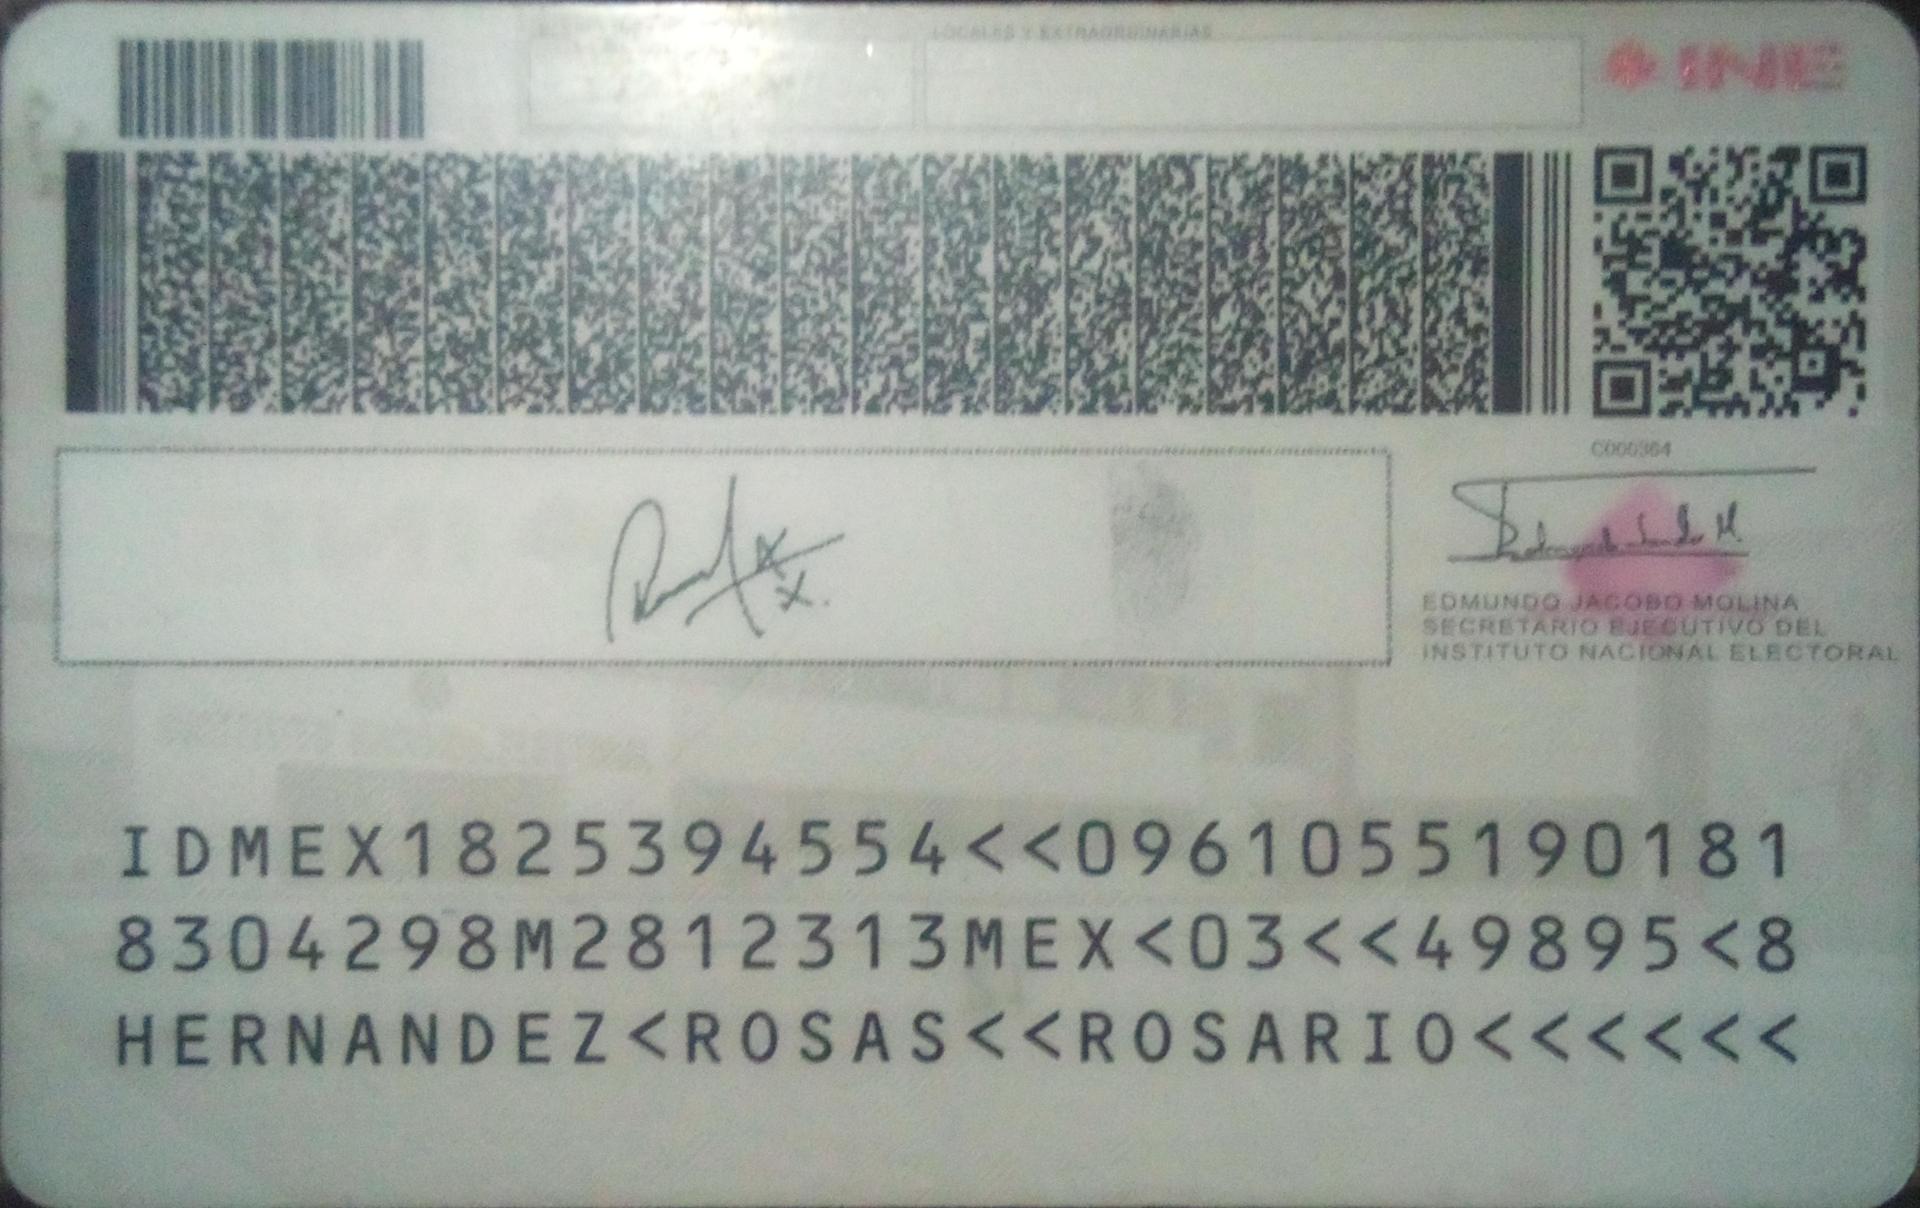 LOCALES Y EXTRAORDINARIAS
INE
C000364
EDMUNDO JACOBO MOLINA
SECRETARIO EJECUTIVO DEL
INSTITUTO NACIONAL ELECTORAL
IDMEX1825394554<<0961055190181
8304298M2812313MEX<03<<49895<8
HERNANDEZ<ROSAS<<ROSARIO<<<<<<